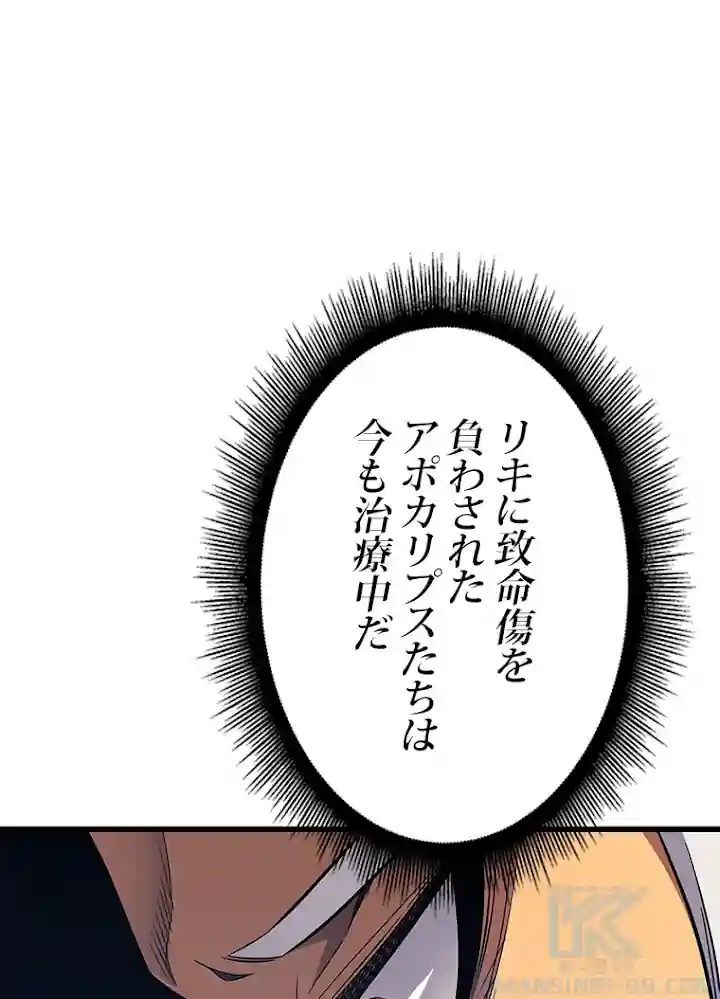 リキに致命傷を
負わされた
アポカリプスたちは
今も治療中だ